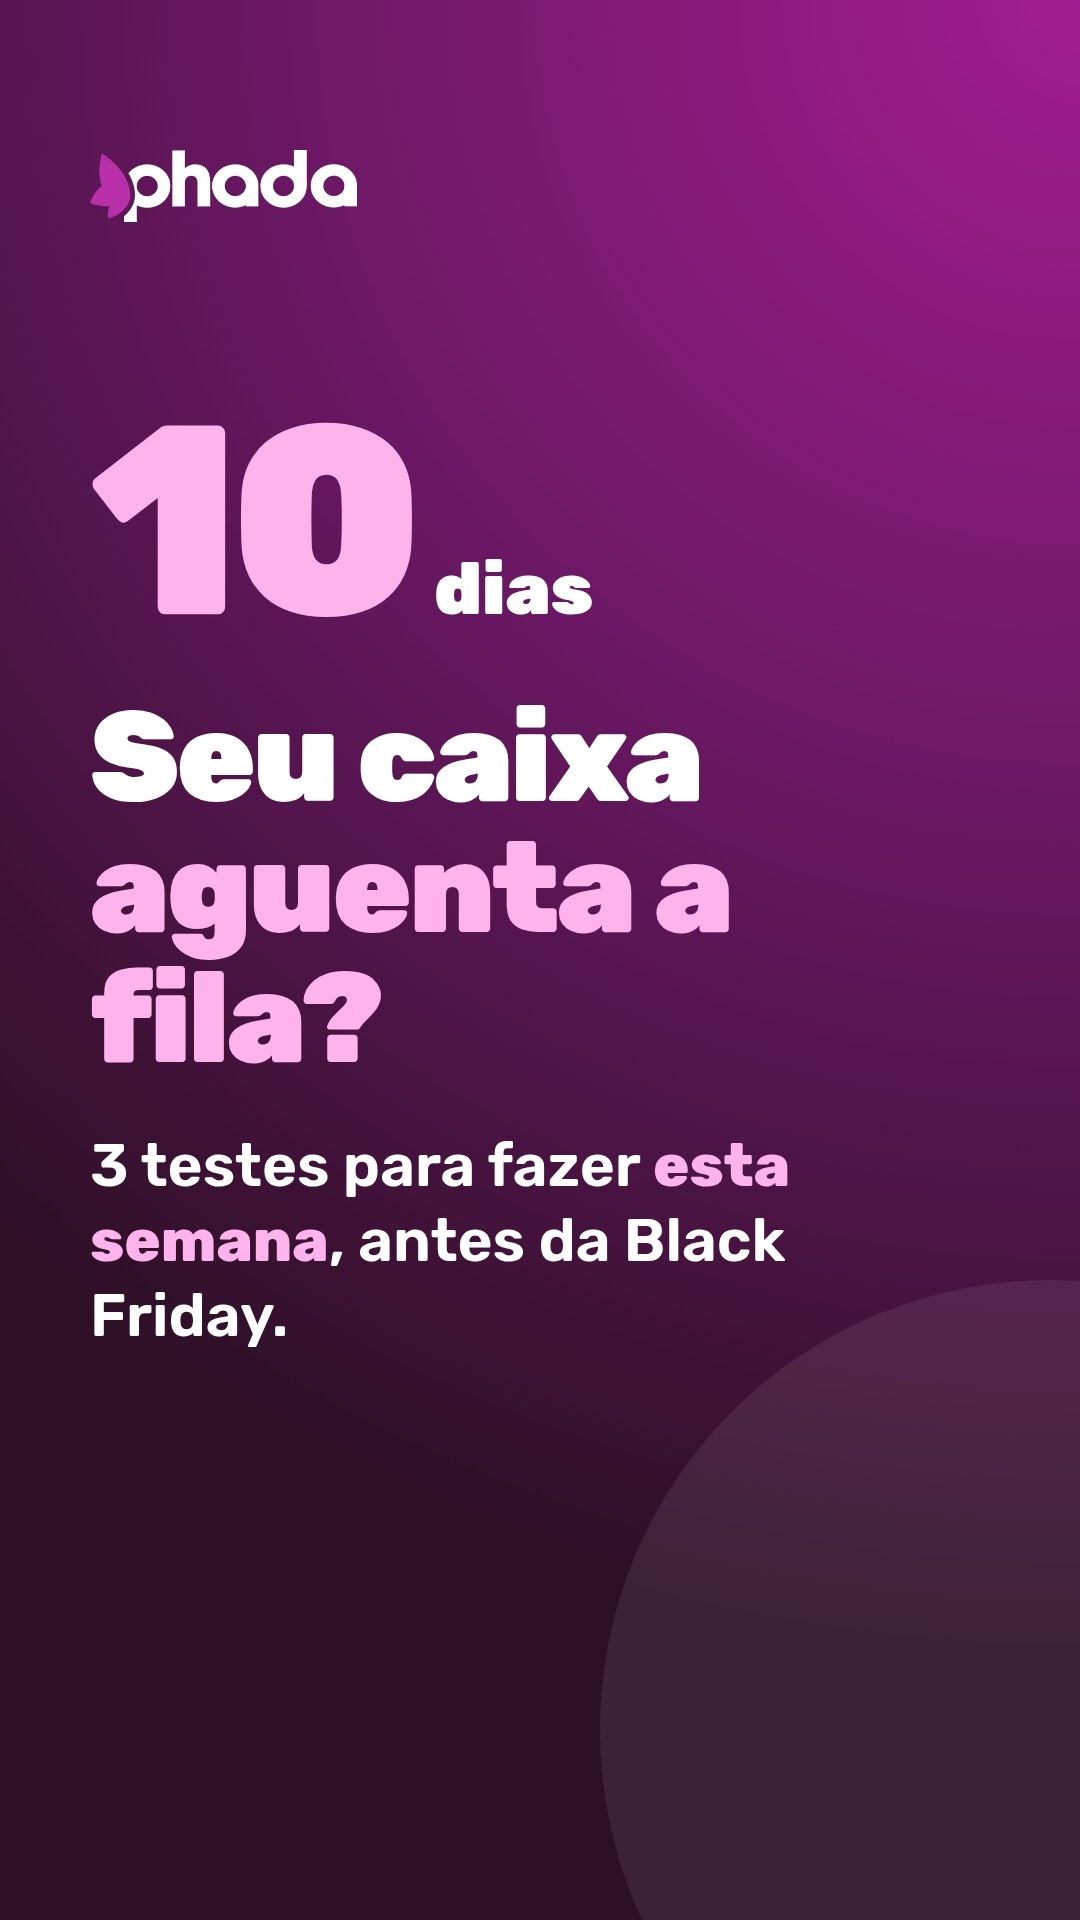 phada
10 dias
Seu caixa
aguenta a
fila?
3 testes para fazer esta
semana, antes da Black
Friday.